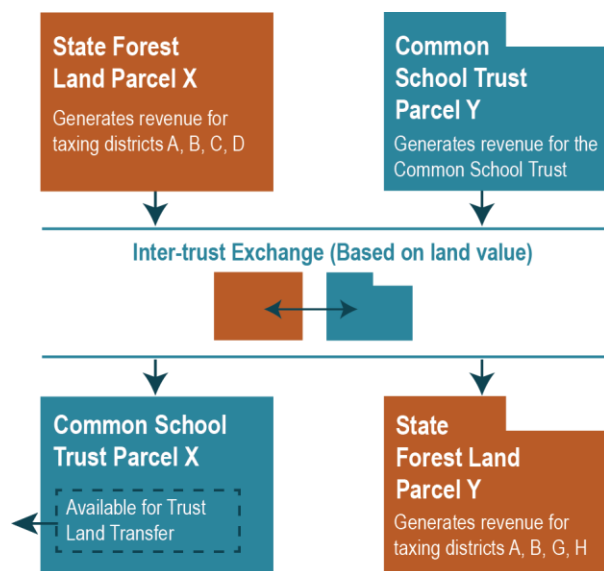 State Forest
Land Parcel X
Generates revenue for
taxing districts A, B, C, D
Common
School Trust
Parcel Y
Generates revenue for the
Common School Trust
Inter-trust Exchange (Based on land value)
Common School
Trust Parcel X
Available for Trust
Land Transfer
State
Forest Land
Parcel Y
Generates revenue for
taxing districts A, B, G, H